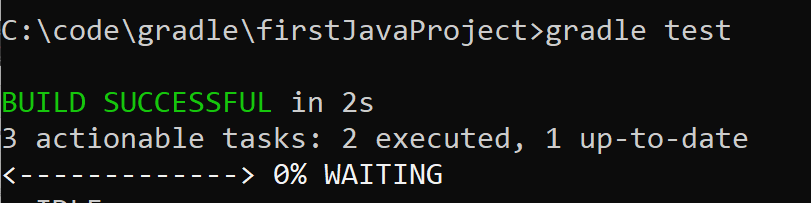 C:\code\gradle\firstJavaProject>gradle test
BUILD SUCCESSFUL in 2s
3 actionable tasks: 2 executed, 1 up-to-date
<-------------> 0% WAITING
> IDLE